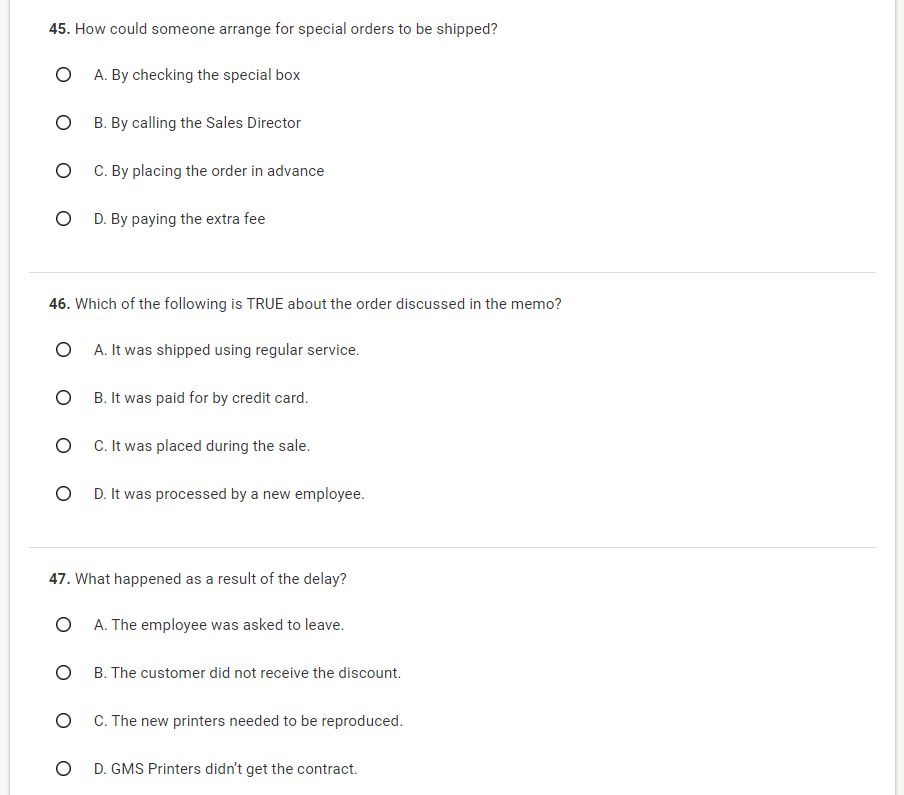 45. How could someone arrange for special orders to be shipped?
A. By checking the special box
B. By calling the Sales Director
C. By placing the order in advance
D. By paying the extra fee
46. Which of the following is TRUE about the order discussed in the memo?
A. It was shipped using regular service.
B. It was paid for by credit card.
C. It was placed during the sale.
D. It was processed by a new employee.
47. What happened as a result of the delay?
A. The employee was asked to leave.
B. The customer did not receive the discount.
C. The new printers needed to be reproduced.
D. GMS Printers didn't get the contract.